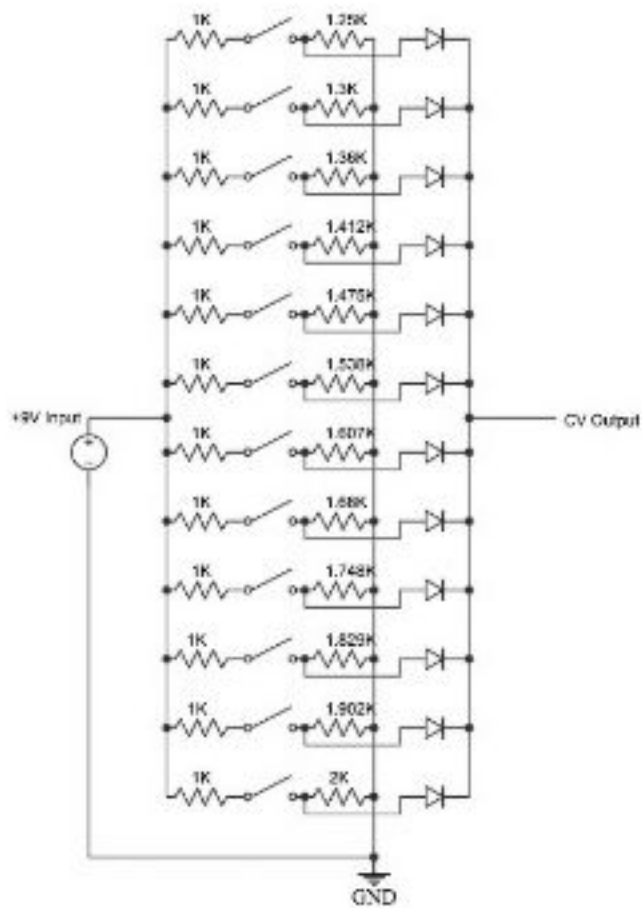 1K 1.25K
1K 1.3K
1K 1.36K
1K 1.412K
1K 1.475K
1K 1.538K
+9V Input
CV Output
1K 1.607K
1K 1.68K
1K 1.748K
1K 1.829K
1K 1.902K
1K 2K
GND